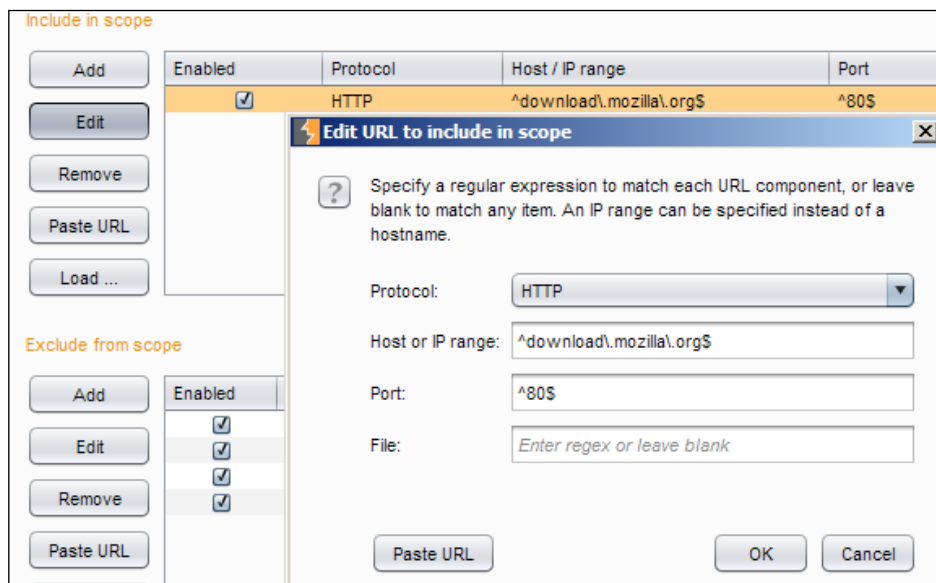 Include in scope
Add
Enabled Protocol Host / IP range Port
HTTP ^download\.mozilla\.org$ ^80$
Edit
Remove
Paste URL
Load ...
Edit URL to include in scope
?
Specify a regular expression to match each URL component, or leave
blank to match any item. An IP range can be specified instead of a
hostname.
Protocol: HTTP
Host or IP range: ^download\.mozilla\.org$
Port: ^80$
File: Enter regex or leave blank
Paste URL OK Cancel
Exclude from scope
Add
Enabled
Edit
Remove
Paste URL